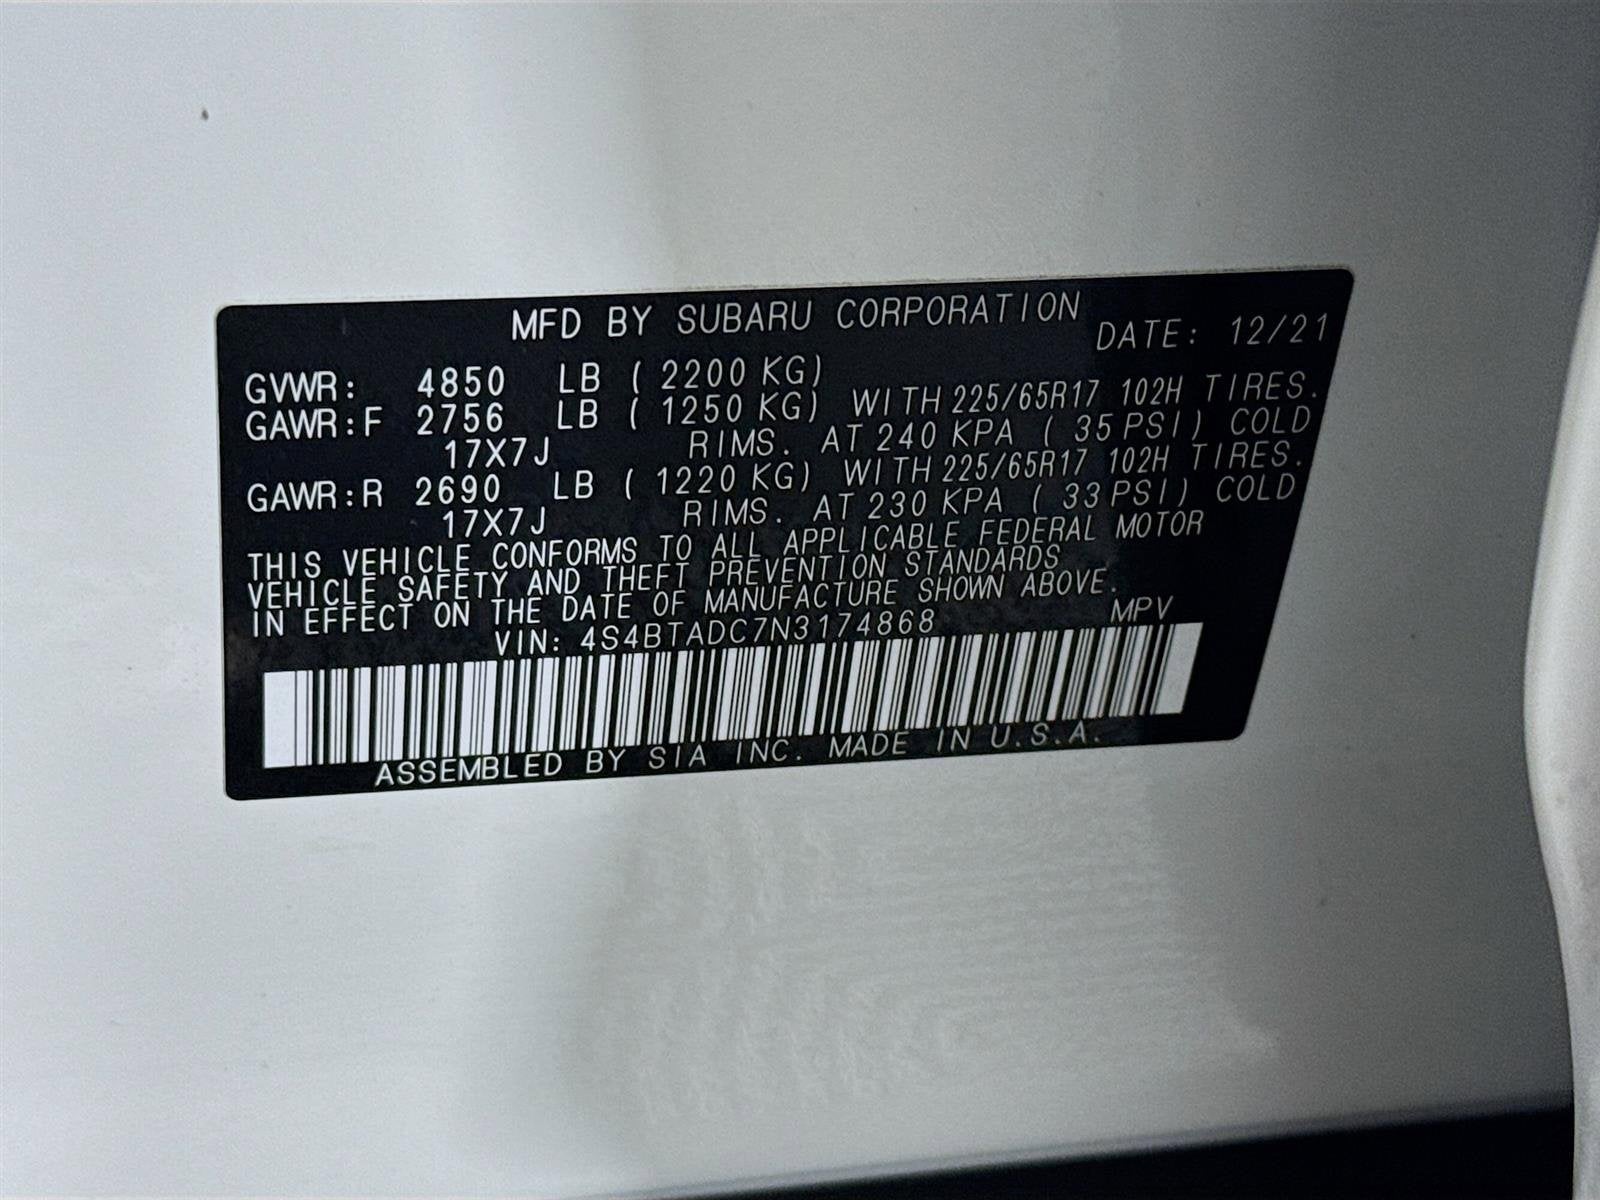 MFD BY SUBARU CORPORATION DATE: 12/21
GVWR: 4850 LB ( 2200 KG)
GAWR:F 2756 LB ( 1250 KG) WITH 225/65R17 102H TIRES.
17X7J RIMS. AT 240 KPA ( 35 PSI) COLD
GAWR:R 2690 LB ( 1220 KG) WITH 225/65R17 102H TIRES.
17X7J RIMS. AT 230 KPA ( 33 PSI) COLD
THIS VEHICLE CONFORMS TO ALL APPLICABLE FEDERAL MOTOR
VEHICLE SAFETY AND THEFT PREVENTION STANDARDS
IN EFFECT ON THE DATE OF MANUFACTURE SHOWN ABOVE.
VIN: 4S4BTADC7N3174868 MPV
ASSEMBLED BY SIA INC. MADE IN U.S.A.